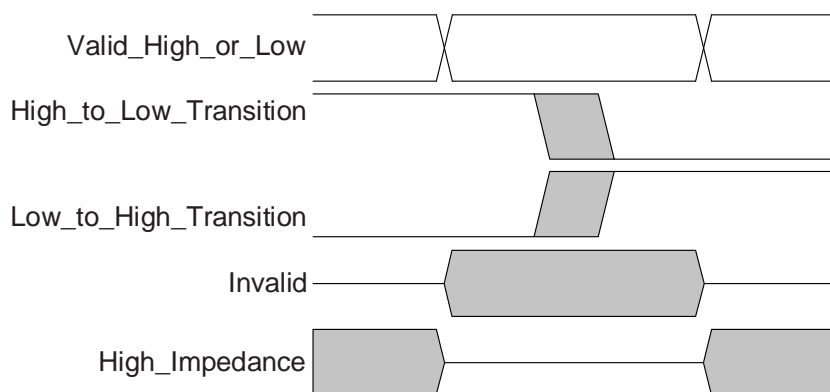 Valid_High_or_Low
High_to_Low_Transition
Low_to_High_Transition
Invalid
High_Impedance